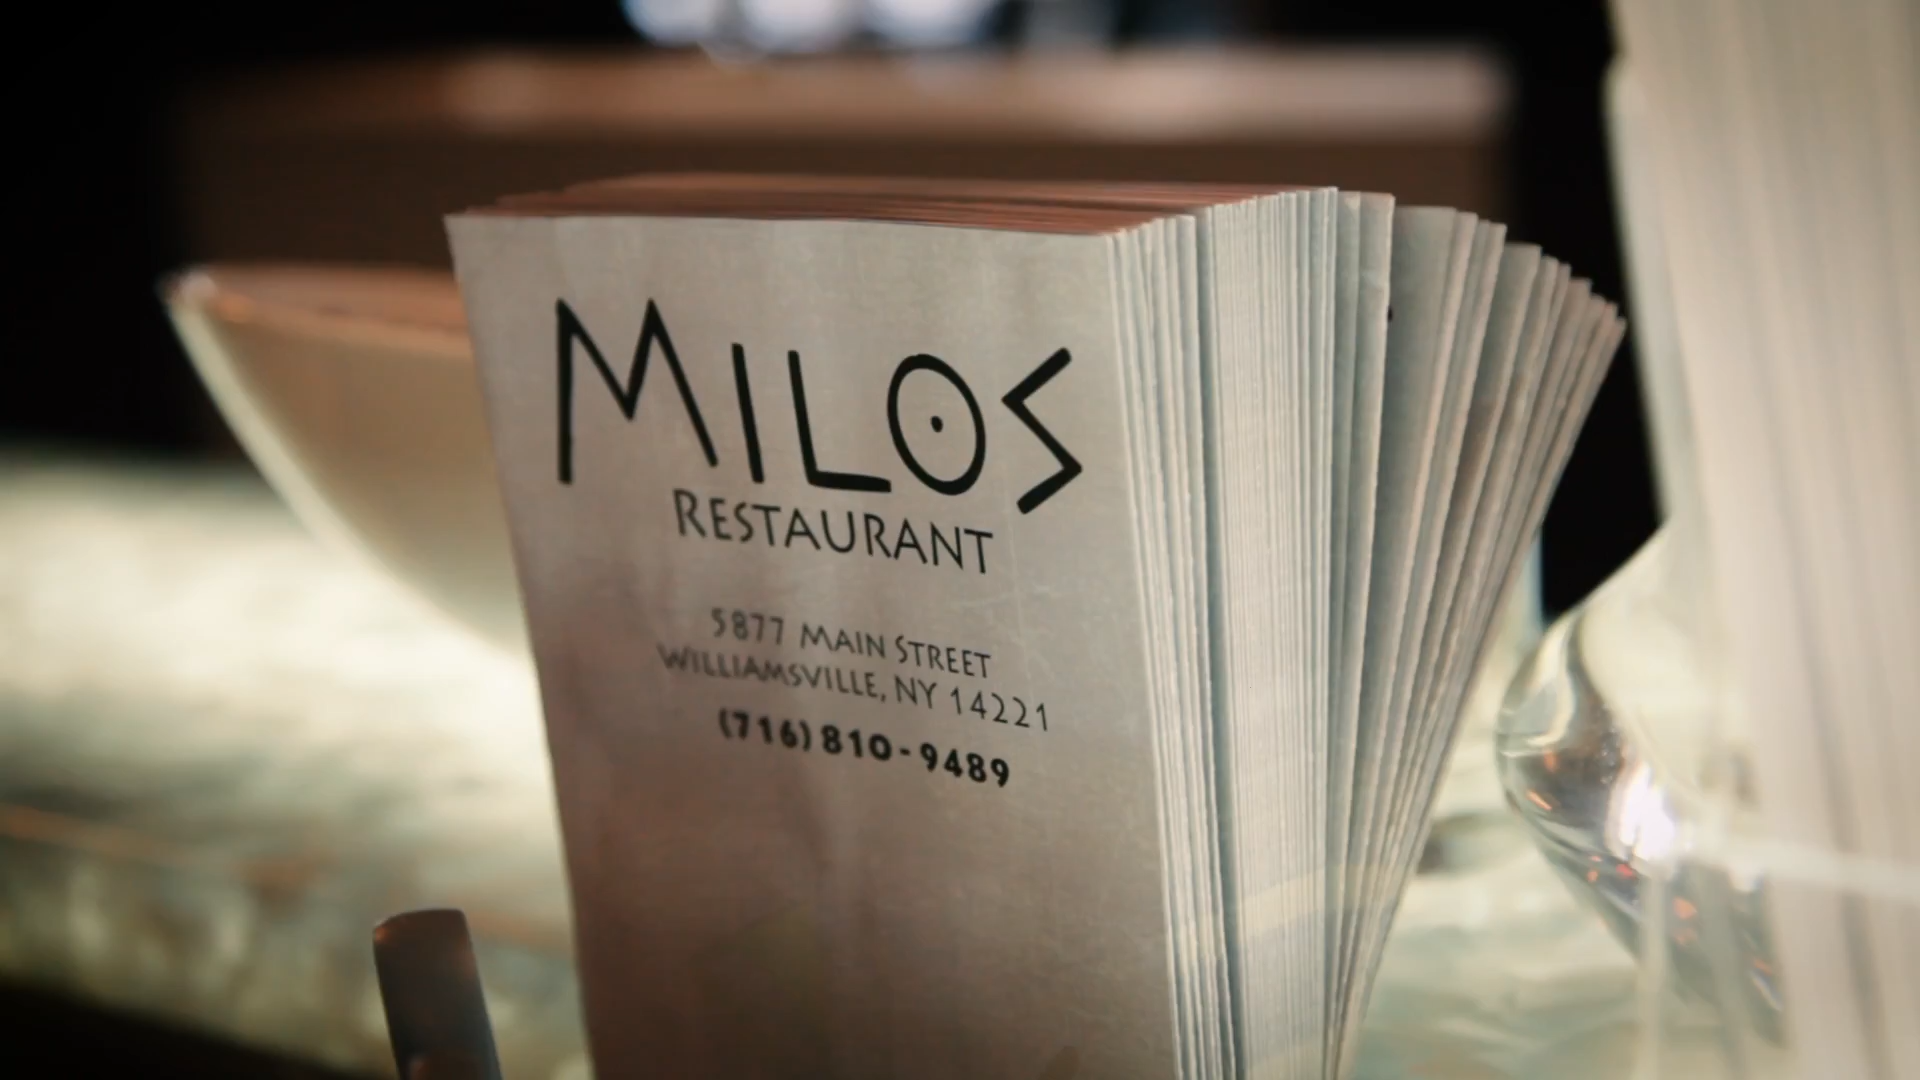 MILOS
RESTAURANT
5877 MAIN STREET
WILLIAMSVILLE, NY 14221
(716) 810-9489